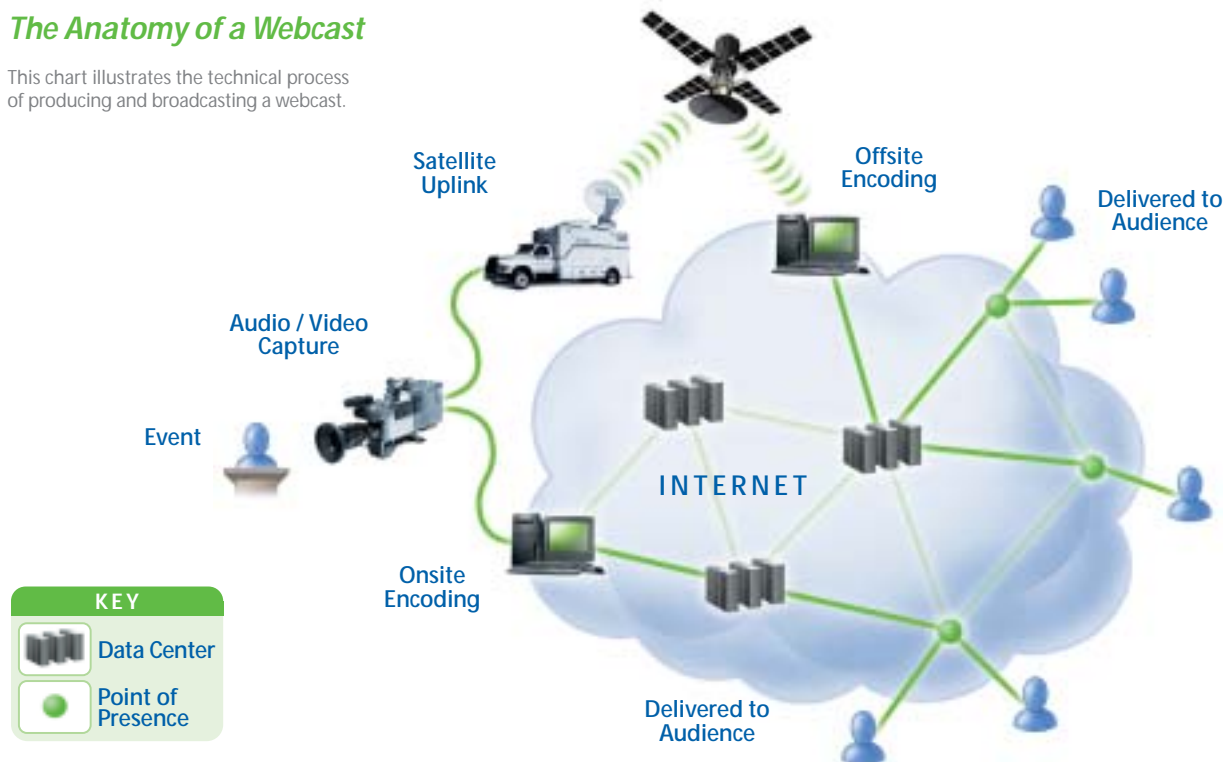 The Anatomy of a Webcast
This chart illustrates the technical process
of producing and broadcasting a webcast.
Satellite
Uplink
Offsite
Encoding
Delivered to
Audience
Audio / Video
Capture
Event
INTERNET
Onsite
Encoding
KEY
Data Center
Point of
Presence
Delivered to
Audience